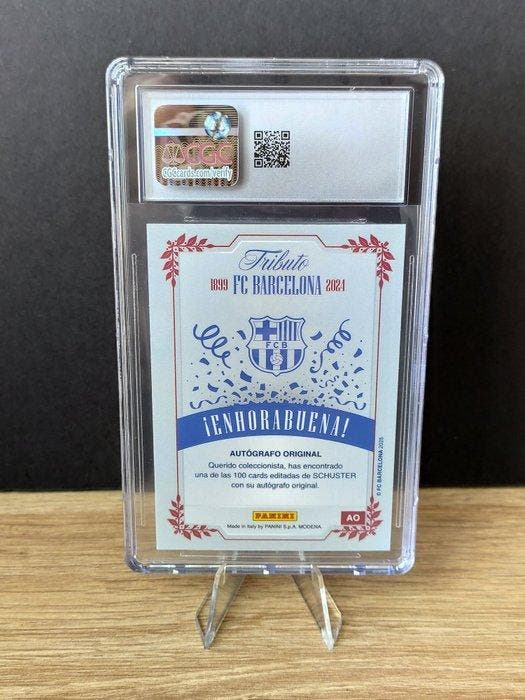 CGC
CGCcards.com/verify
Tributo
1899 FC BARCELONA 2024
FCB
¡ENHORABUENA!
AUTÓGRAFO ORIGINAL
Querido coleccionista, has encontrado
una de las 100 cards editadas de SCHUSTER
con su autógrafo original.
PANINI
Made in Italy by PANINI S.p.A. MODENA.
AO
© FC BARCELONA 2025